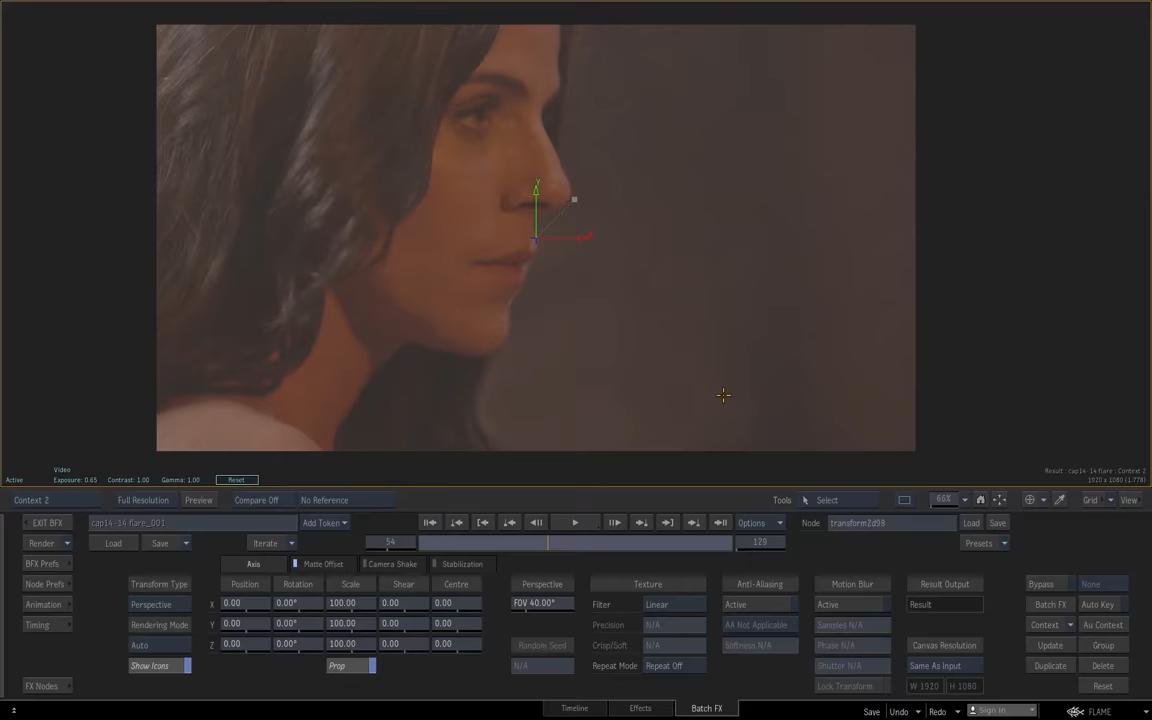 Y
Video
Active Exposure: 0.65 Contrast: 1.00 Gamma: 1.00 Reset
Result : cap14-14 flare : Context 2
1920 x 1080 (1.778)
Context 2 Full Resolution Preview Compare Off No Reference Tools Select 66% Grid View
EXIT BFX cap14-14 flare_001 Add Token Options Node transform2d98 Load Save
Render Load Save Iterate 54 129 Presets
BFX Prefs Axis Matte Offset Camera Shake Stabilization
Node Prefs Transform Type Position Rotation Scale Shear Centre Perspective Texture Anti-Aliasing Motion Blur Result Output Bypass None
Animation Perspective X 0.00 0.00° 100.00 0.00 0.00 FOV 40.00° Filter Linear Active Active Result Batch FX Auto Key
Timing Rendering Mode Y 0.00 0.00° 100.00 0.00 0.00 Precision N/A AA Not Applicable Samples N/A Context Au Context
Auto Z 0.00 0.00° 100.00 0.00 0.00 Random Seed Crisp/Soft N/A Softness N/A Phase N/A Canvas Resolution Update Group
Show Icons Prop N/A Repeat Mode Repeat Off Shutter N/A Same As Input Duplicate Delete
FX Nodes Lock Transform W 1920 H 1080 Reset
Timeline Effects Batch FX Save Undo Redo Sign in FLAME